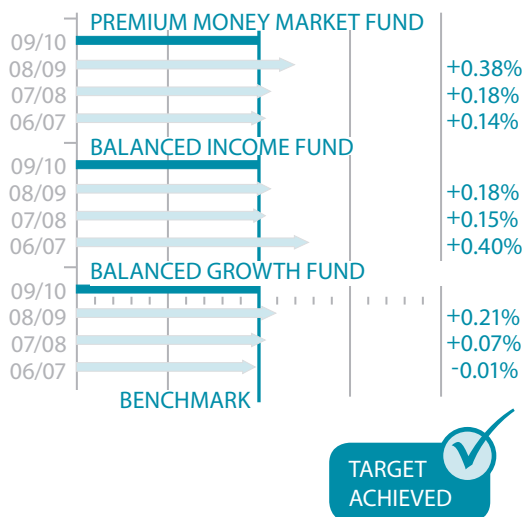 PREMIUM MONEY MARKET FUND
09/10
08/09 +0.38%
07/08 +0.18%
06/07 +0.14%
BALANCED INCOME FUND
09/10
08/09 +0.18%
07/08 +0.15%
06/07 +0.40%
BALANCED GROWTH FUND
09/10
08/09 +0.21%
07/08 +0.07%
06/07 -0.01%
BENCHMARK
TARGET
ACHIEVED